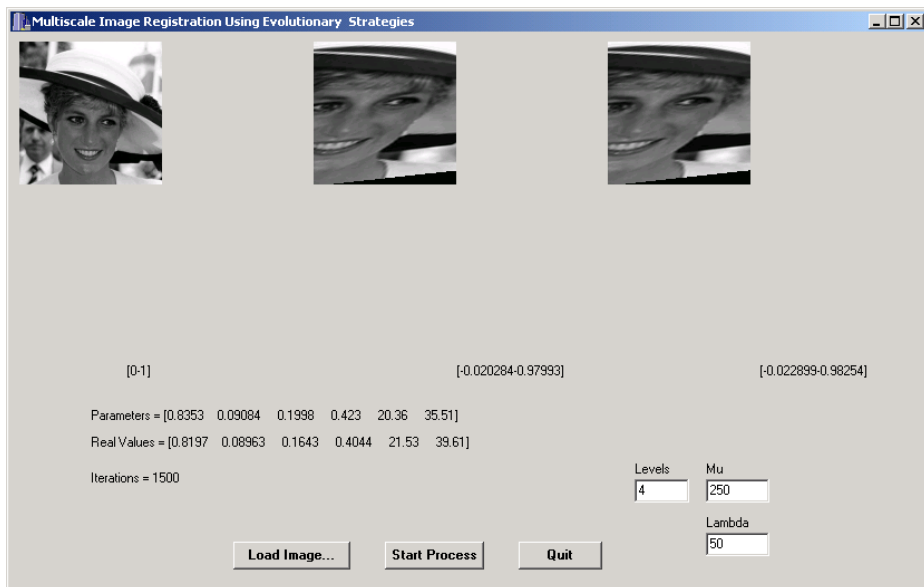 Multiscale Image Registration Using Evolutionary Strategies
[0-1] [-0.020284-0.97993] [-0.022899-0.98254]
Parameters = [0.8353 0.09084 0.1998 0.423 20.36 35.51]
Real Values = [0.8197 0.08963 0.1643 0.4044 21.53 39.61]
Iterations = 1500
Levels Mu
4 250
Lambda
50
Load Image... Start Process Quit